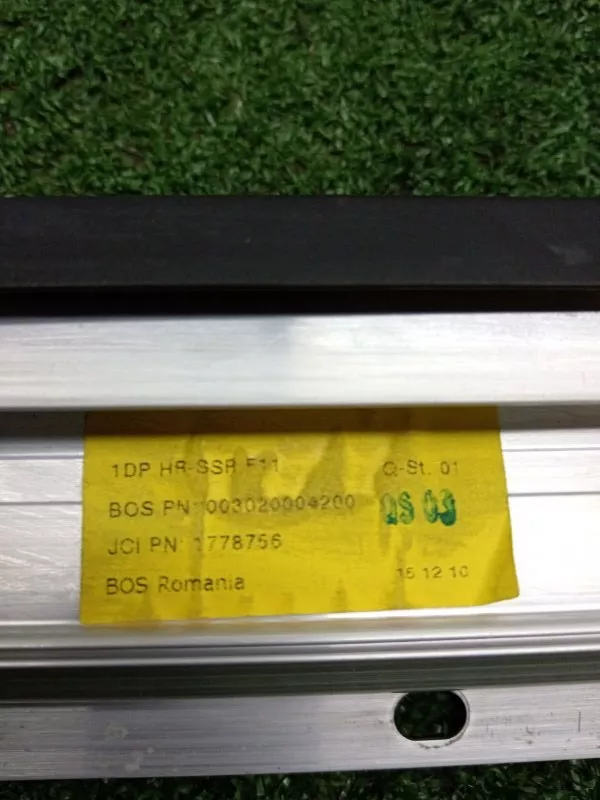 1DP HR-SSR F11 Q-St. 01
BOS PN: 003020004200 QS 03
JCI PN: 1778756
BOS Romania 15 12 10